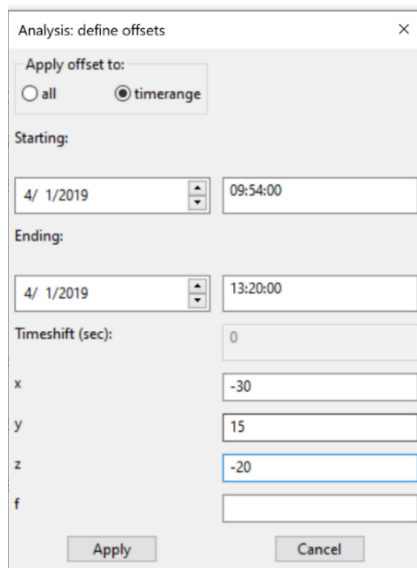 Analysis: define offsets
Apply offset to:
all timerange
Starting:
4/ 1/2019 09:54:00
Ending:
4/ 1/2019 13:20:00
Timeshift (sec): 0
x -30
y 15
z -20
f
Apply Cancel